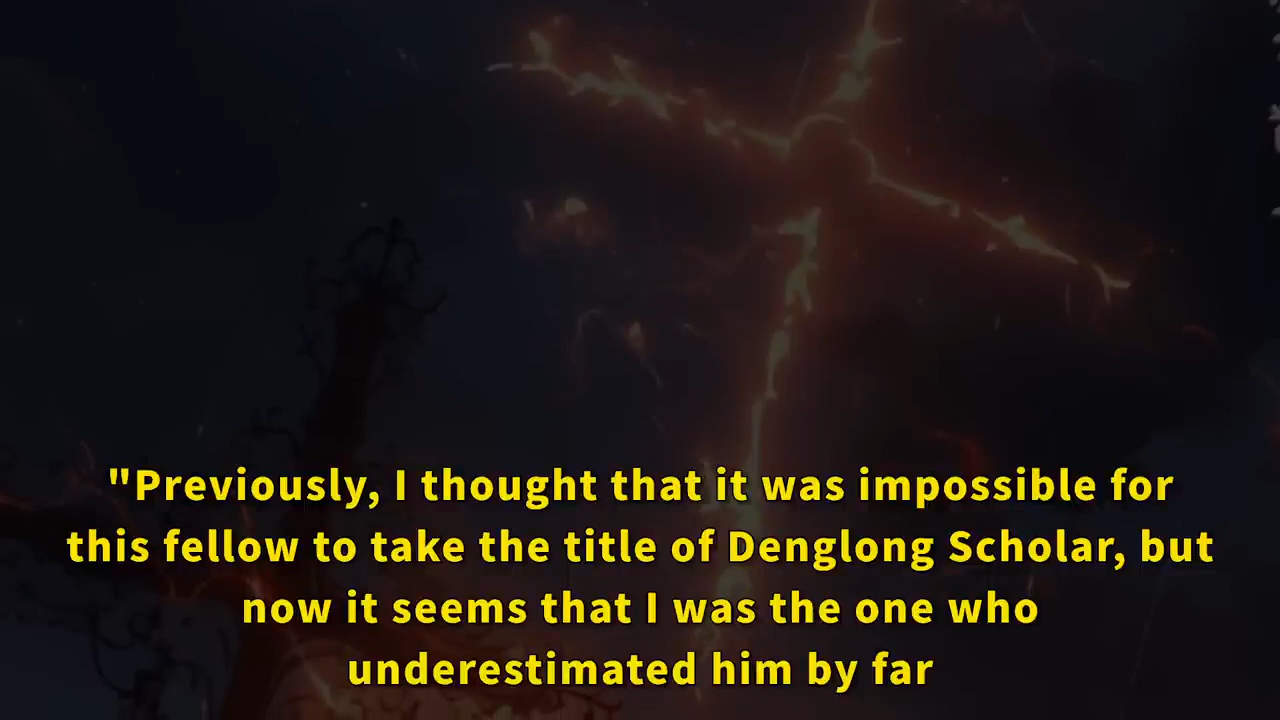 "Previously, I thought that it was impossible for
this fellow to take the title of Denglong Scholar, but
now it seems that I was the one who
underestimated him by far